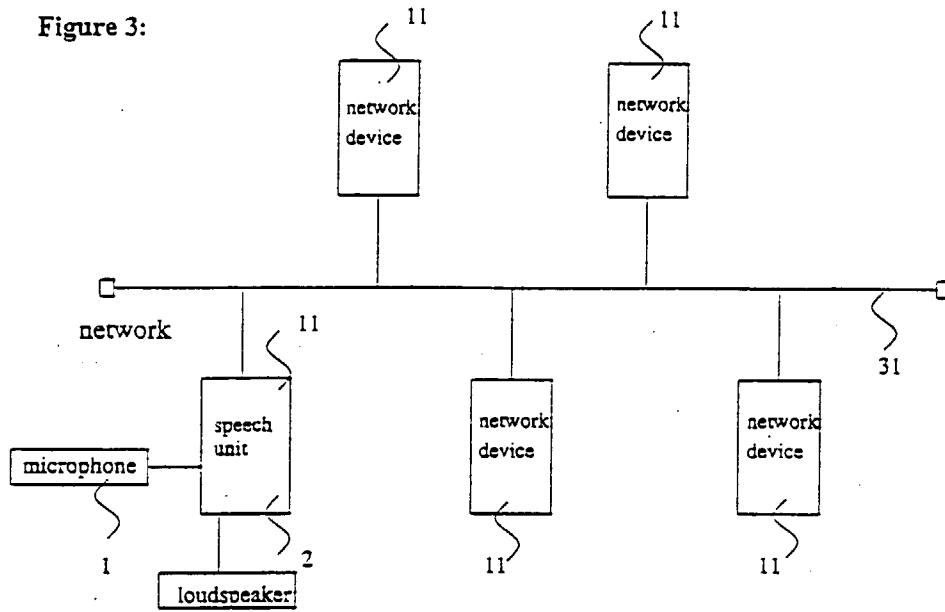 Figure 3:
11
11
network
device
network
device
network
11
31
speech
unit
network
device
network
device
microphone
1
2
11
11
loudspeaker